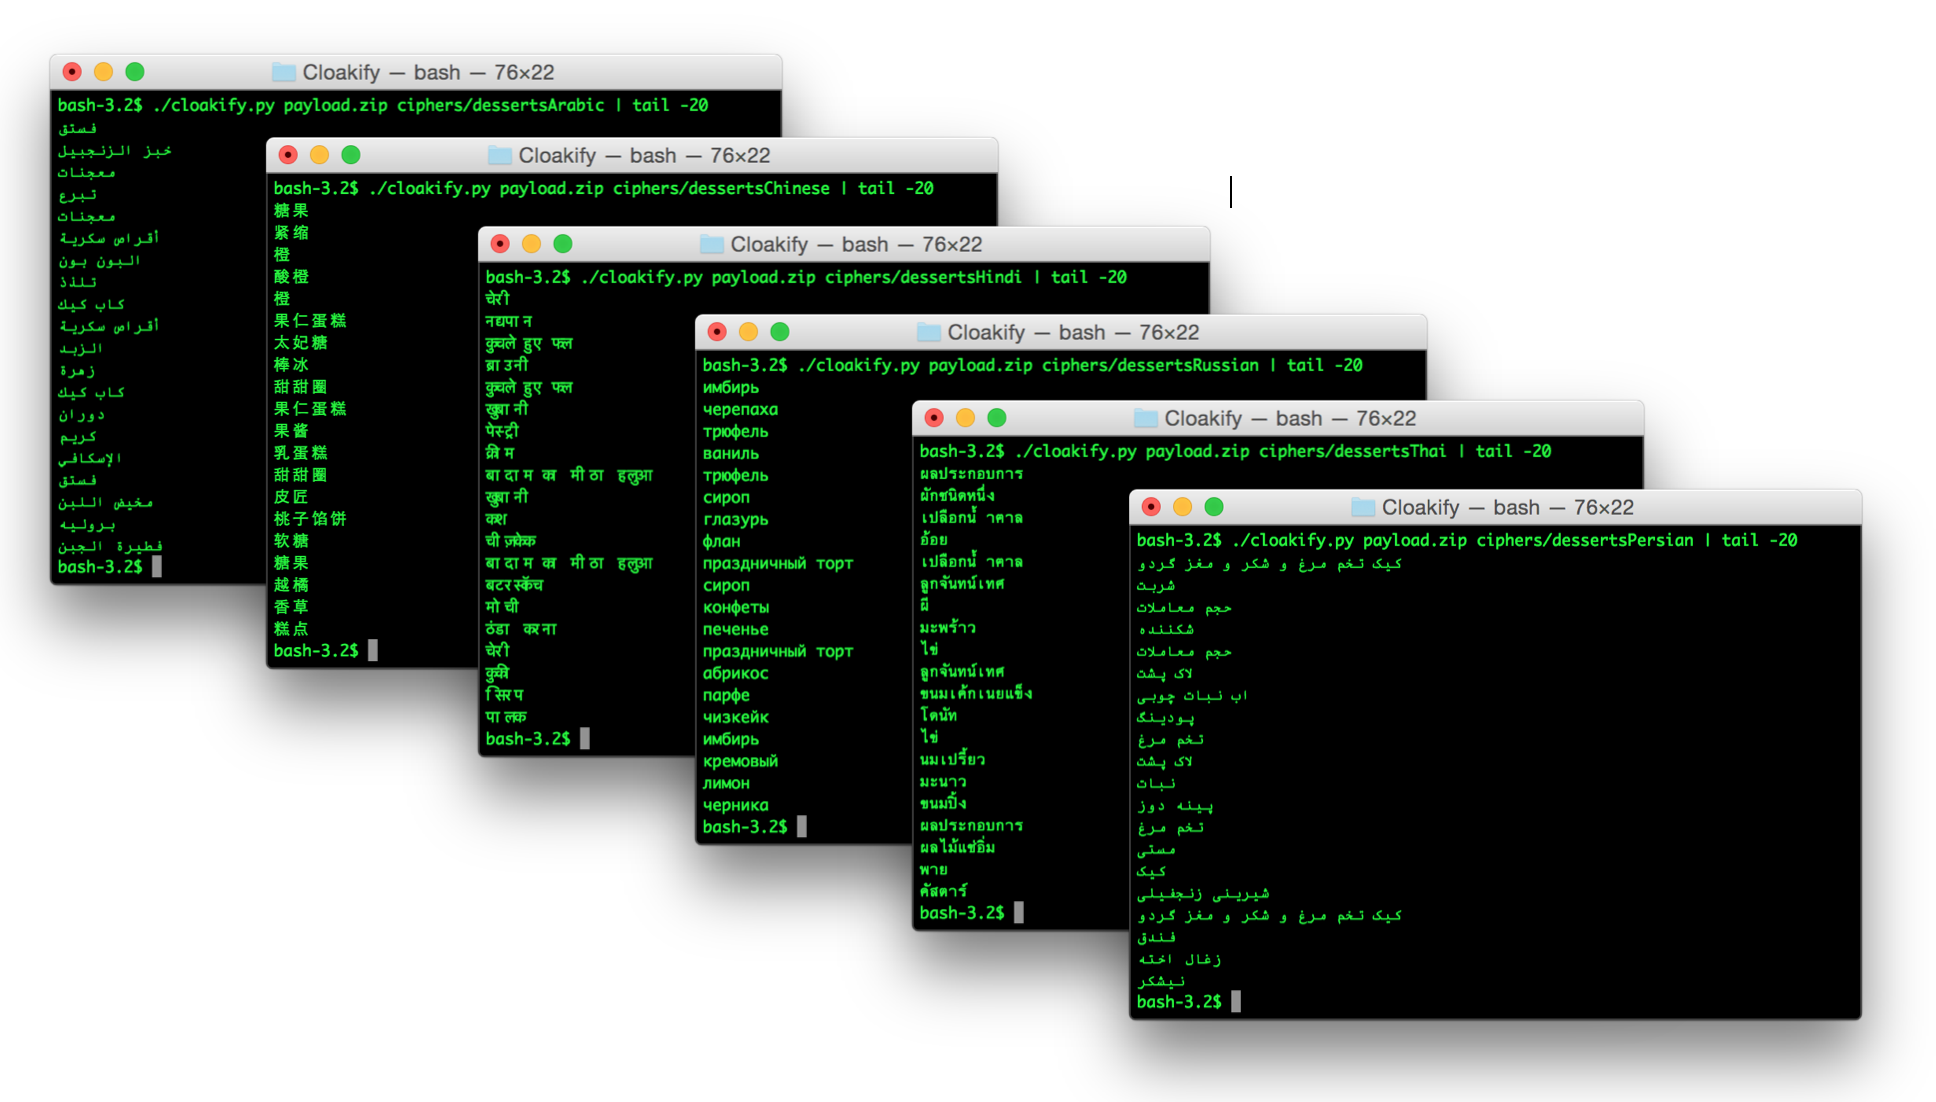 Cloakify — bash — 76×22
bash-3.2$ ./cloakify.py payload.zip ciphers/dessertsArabic | tail -20
فستق
خبز الزنجبيل
معجنات
تبرع
معجنات
أقراص سكرية
البون بون
تلذذ
كاب كيك
أقراص سكرية
الزبد
زهرة
كاب كيك
دوران
كريم
الإسكافي
فستق
مخيض اللبن
بروليه
فطيرة الجبن
bash-3.2$
Cloakify — bash — 76×22
bash-3.2$ ./cloakify.py payload.zip ciphers/dessertsChinese | tail -20
糖果
紧缩
橙
酸橙
橙
果仁蛋糕
太妃糖
棒冰
甜甜圈
果仁蛋糕
果酱
乳蛋糕
甜甜圈
皮匠
桃子馅饼
软糖
糖果
越橘
香草
糕点
bash-3.2$
Cloakify — bash — 76×22
bash-3.2$ ./cloakify.py payload.zip ciphers/dessertsHindi | tail -20
चेरी
नद्यपान
कुचले हुए फल
ब्राउनी
कुचले हुए फल
खुबानी
पेस्ट्री
क्रीम
बादाम का मीठा हलुआ
खुबानी
कश
चीज़केक
बादाम का मीठा हलुआ
बटरस्कॉच
मोची
ठंडा करना
चेरी
कुकी
सिरप
पालक
bash-3.2$
Cloakify — bash — 76×22
bash-3.2$ ./cloakify.py payload.zip ciphers/dessertsRussian | tail -20
имбирь
черепаха
трюфель
ваниль
трюфель
сироп
глазурь
флан
праздничный торт
сироп
конфеты
печенье
праздничный торт
абрикос
парфе
чизкейк
имбирь
кремовый
лимон
черника
bash-3.2$
Cloakify — bash — 76×22
bash-3.2$ ./cloakify.py payload.zip ciphers/dessertsThai | tail -20
ผลประกอบการ
ผักชนิดหนึ่ง
เปลือกน้ำตาล
อ้อย
เปลือกน้ำตาล
ลูกจันทน์เทศ
ผี
มะพร้าว
ไข่
ลูกจันทน์เทศ
ขนมเค้กเนยแข็ง
โดนัท
ไข่
นมเปรี้ยว
มะนาว
ขนมปิ้ง
ผลประกอบการ
ผลไม้แช่อิ่ม
พาย
คัสตาร์
bash-3.2$
Cloakify — bash — 76×22
bash-3.2$ ./cloakify.py payload.zip ciphers/dessertsPersian | tail -20
کیک تخم مرغ و شکر و مغز گردو
شربت
حجم معاملات
شکننده
حجم معاملات
لاک پشت
اب نبات چوبی
پودینگ
تخم مرغ
لاک پشت
نبات
پینه دوز
تخم مرغ
مستی
کیک
شیرینی زنجفیلی
کیک تخم مرغ و شکر و مغز گردو
فندق
زغال اخته
نیشکر
bash-3.2$